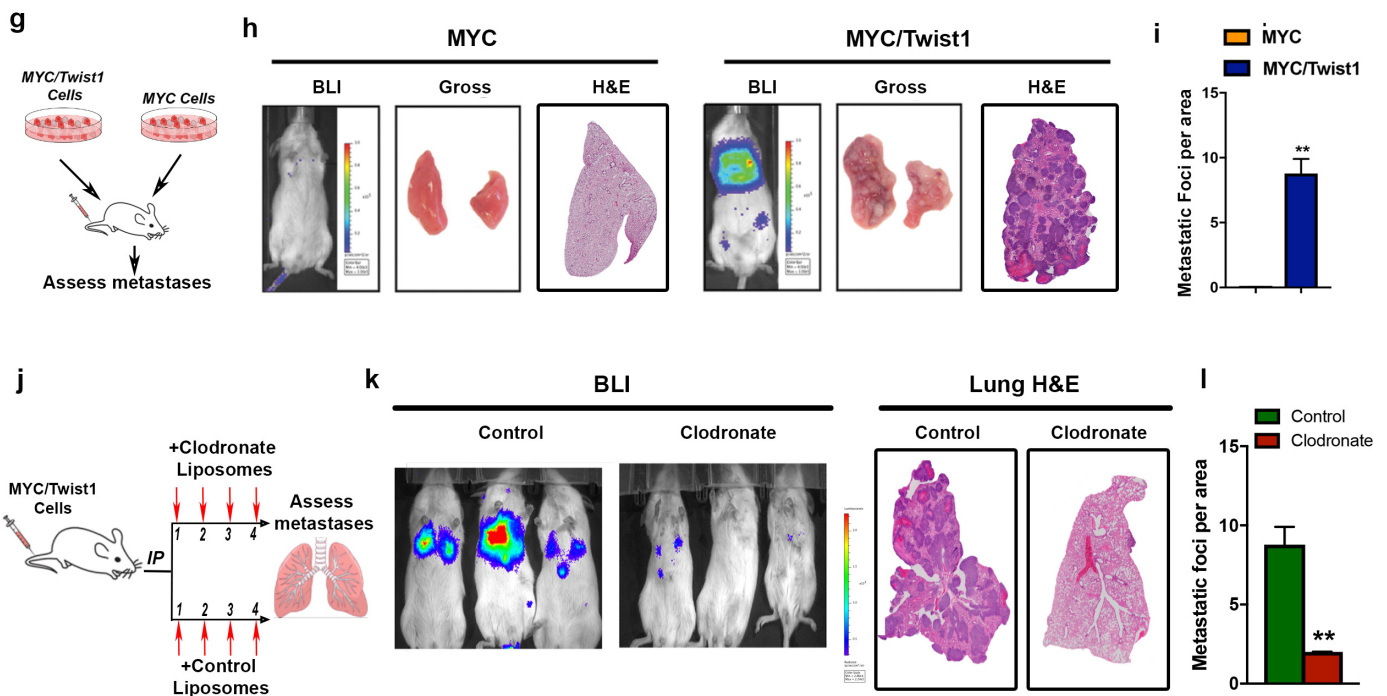 g
MYC/Twist1
Cells
MYC Cells
Assess metastases
h
MYC
BLI
Gross
H&E
MYC/Twist1
BLI
Gross
H&E
i
MYC
MYC/Twist1
Metastatic Foci per area
15
10
5
0
**
j
MYC/Twist1
Cells
IP
+Clodronate
Liposomes
1 2 3 4
Assess
metastases
1 2 3 4
+Control
Liposomes
k
BLI
Control
Clodronate
Lung H&E
Control
Clodronate
l
Control
Clodronate
Metastatic foci per area
15
10
5
0
**